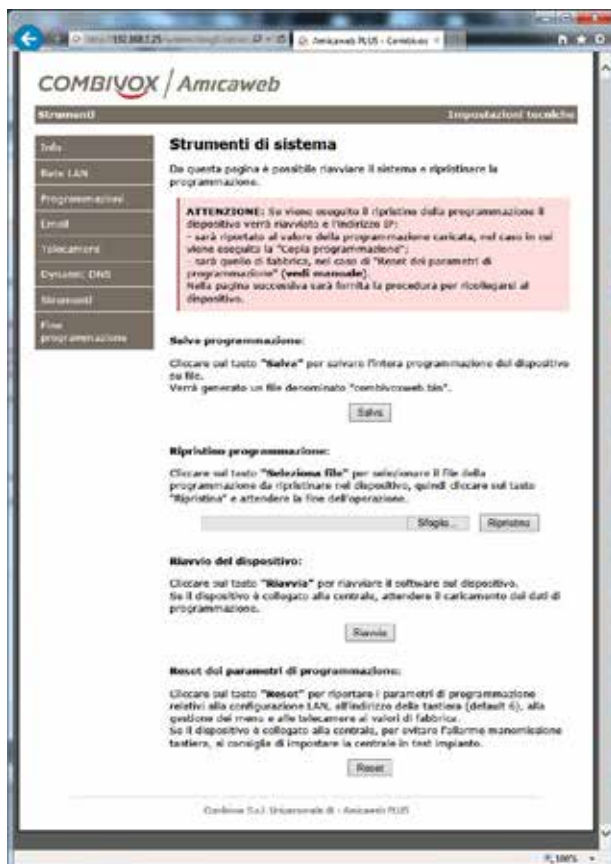 Amicaweb PLUS - Combivox
COMBIVOX / Amicaweb
Strumenti
Impostazioni tecniche
Info
Rete LAN
Programmazioni
Email
Telecamere
Dynamic DNS
Strumenti
Fine
programmazione
Strumenti di sistema
Da questa pagina è possibile riavviare il sistema e ripristinare la
programmazione.
ATTENZIONE: Se viene eseguito il ripristino della programmazione il
dispositivo verrà riavviato e l'indirizzo IP:
- sarà riportato al valore della programmazione caricata, nel caso in cui
viene eseguita la "Copia programmazione";
- sarà quello di fabbrica, nel caso di "Reset dei parametri di
programmazione" (vedi manuale).
Nella pagina successiva sarà fornita la procedura per ricollegarsi al
dispositivo.
Salva programmazione:
Cliccare sul tasto "Salva" per salvare l'intera programmazione del dispositivo
su file.
Verrà generato un file denominato "combivoxweb.bin".
Salva
Ripristino programmazione:
Cliccare sul tasto "Seleziona file" per selezionare il file della
programmazione da ripristinare nel dispositivo, quindi cliccare sul tasto
"Ripristina" e attendere la fine dell'operazione.
Sfoglia... Ripristina
Riavvio del dispositivo:
Cliccare sul tasto "Riavvia" per riavviare il software sul dispositivo.
Se il dispositivo è collegato alla centrale, attendere il caricamento dei dati di
programmazione.
Riavvia
Reset dei parametri di programmazione:
Cliccare sul tasto "Reset" per riportare i parametri di programmazione
relativi alla configurazione LAN, all'indirizzo della tastiera (default 6), alla
gestione dei menu e alle telecamere ai valori di fabbrica.
Se il dispositivo è collegato alla centrale, per evitare l'allarme manomissione
tastiera, si consiglia di impostare la centrale in test impianto.
Reset
Combivox S.r.l. Unipersonale © - Amicaweb PLUS
100%